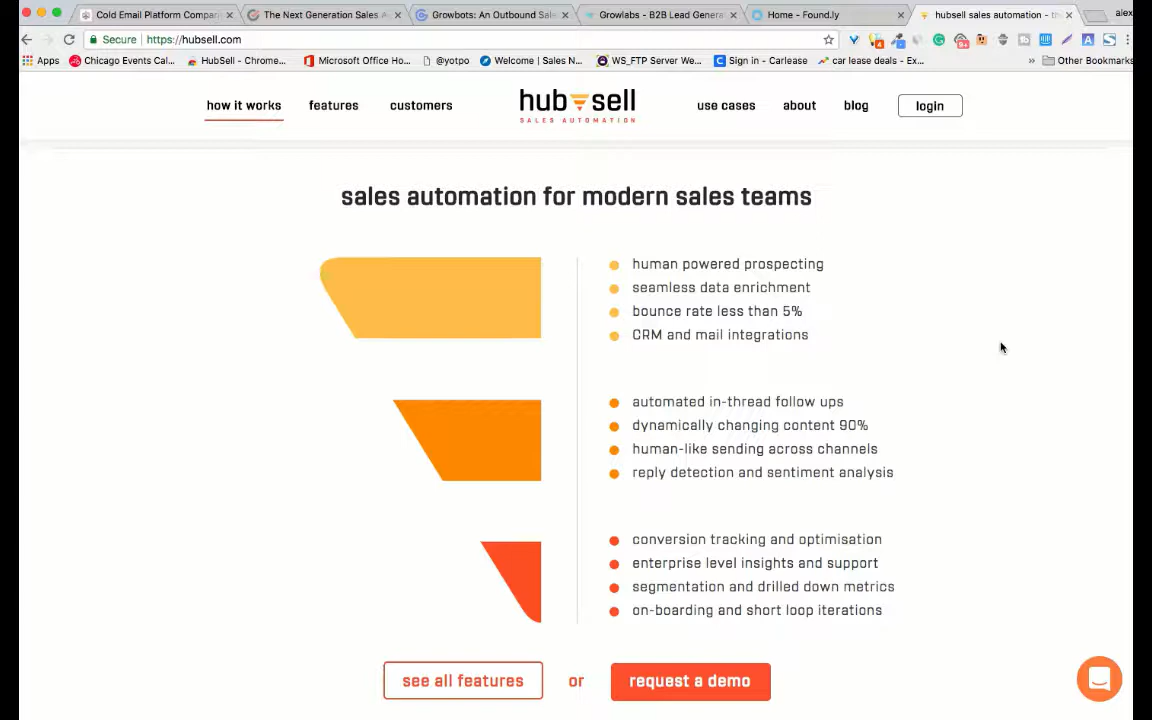 Cold Email Platform Compari
The Next Generation Sales A
Growbots: An Outbound Sal
Growlabs - B2B Lead Genera
Home - Found.ly
hubsell sales automation - th
alex
Secure
https://hubsell.com
Apps
Chicago Events Cal...
HubSell - Chrome...
Microsoft Office Ho...
@yotpo
Welcome | Sales N...
WS_FTP Server We...
Sign in - Carlease
car lease deals - Ex...
»
Other Bookmarks
how it works
features
customers
hub sell
SALES AUTOMATION
use cases
about
blog
login
sales automation for modern sales teams
human powered prospecting
seamless data enrichment
bounce rate less than 5%
CRM and mail integrations
automated in-thread follow ups
dynamically changing content 90%
human-like sending across channels
reply detection and sentiment analysis
conversion tracking and optimisation
enterprise level insights and support
segmentation and drilled down metrics
on-boarding and short loop iterations
see all features
or
request a demo